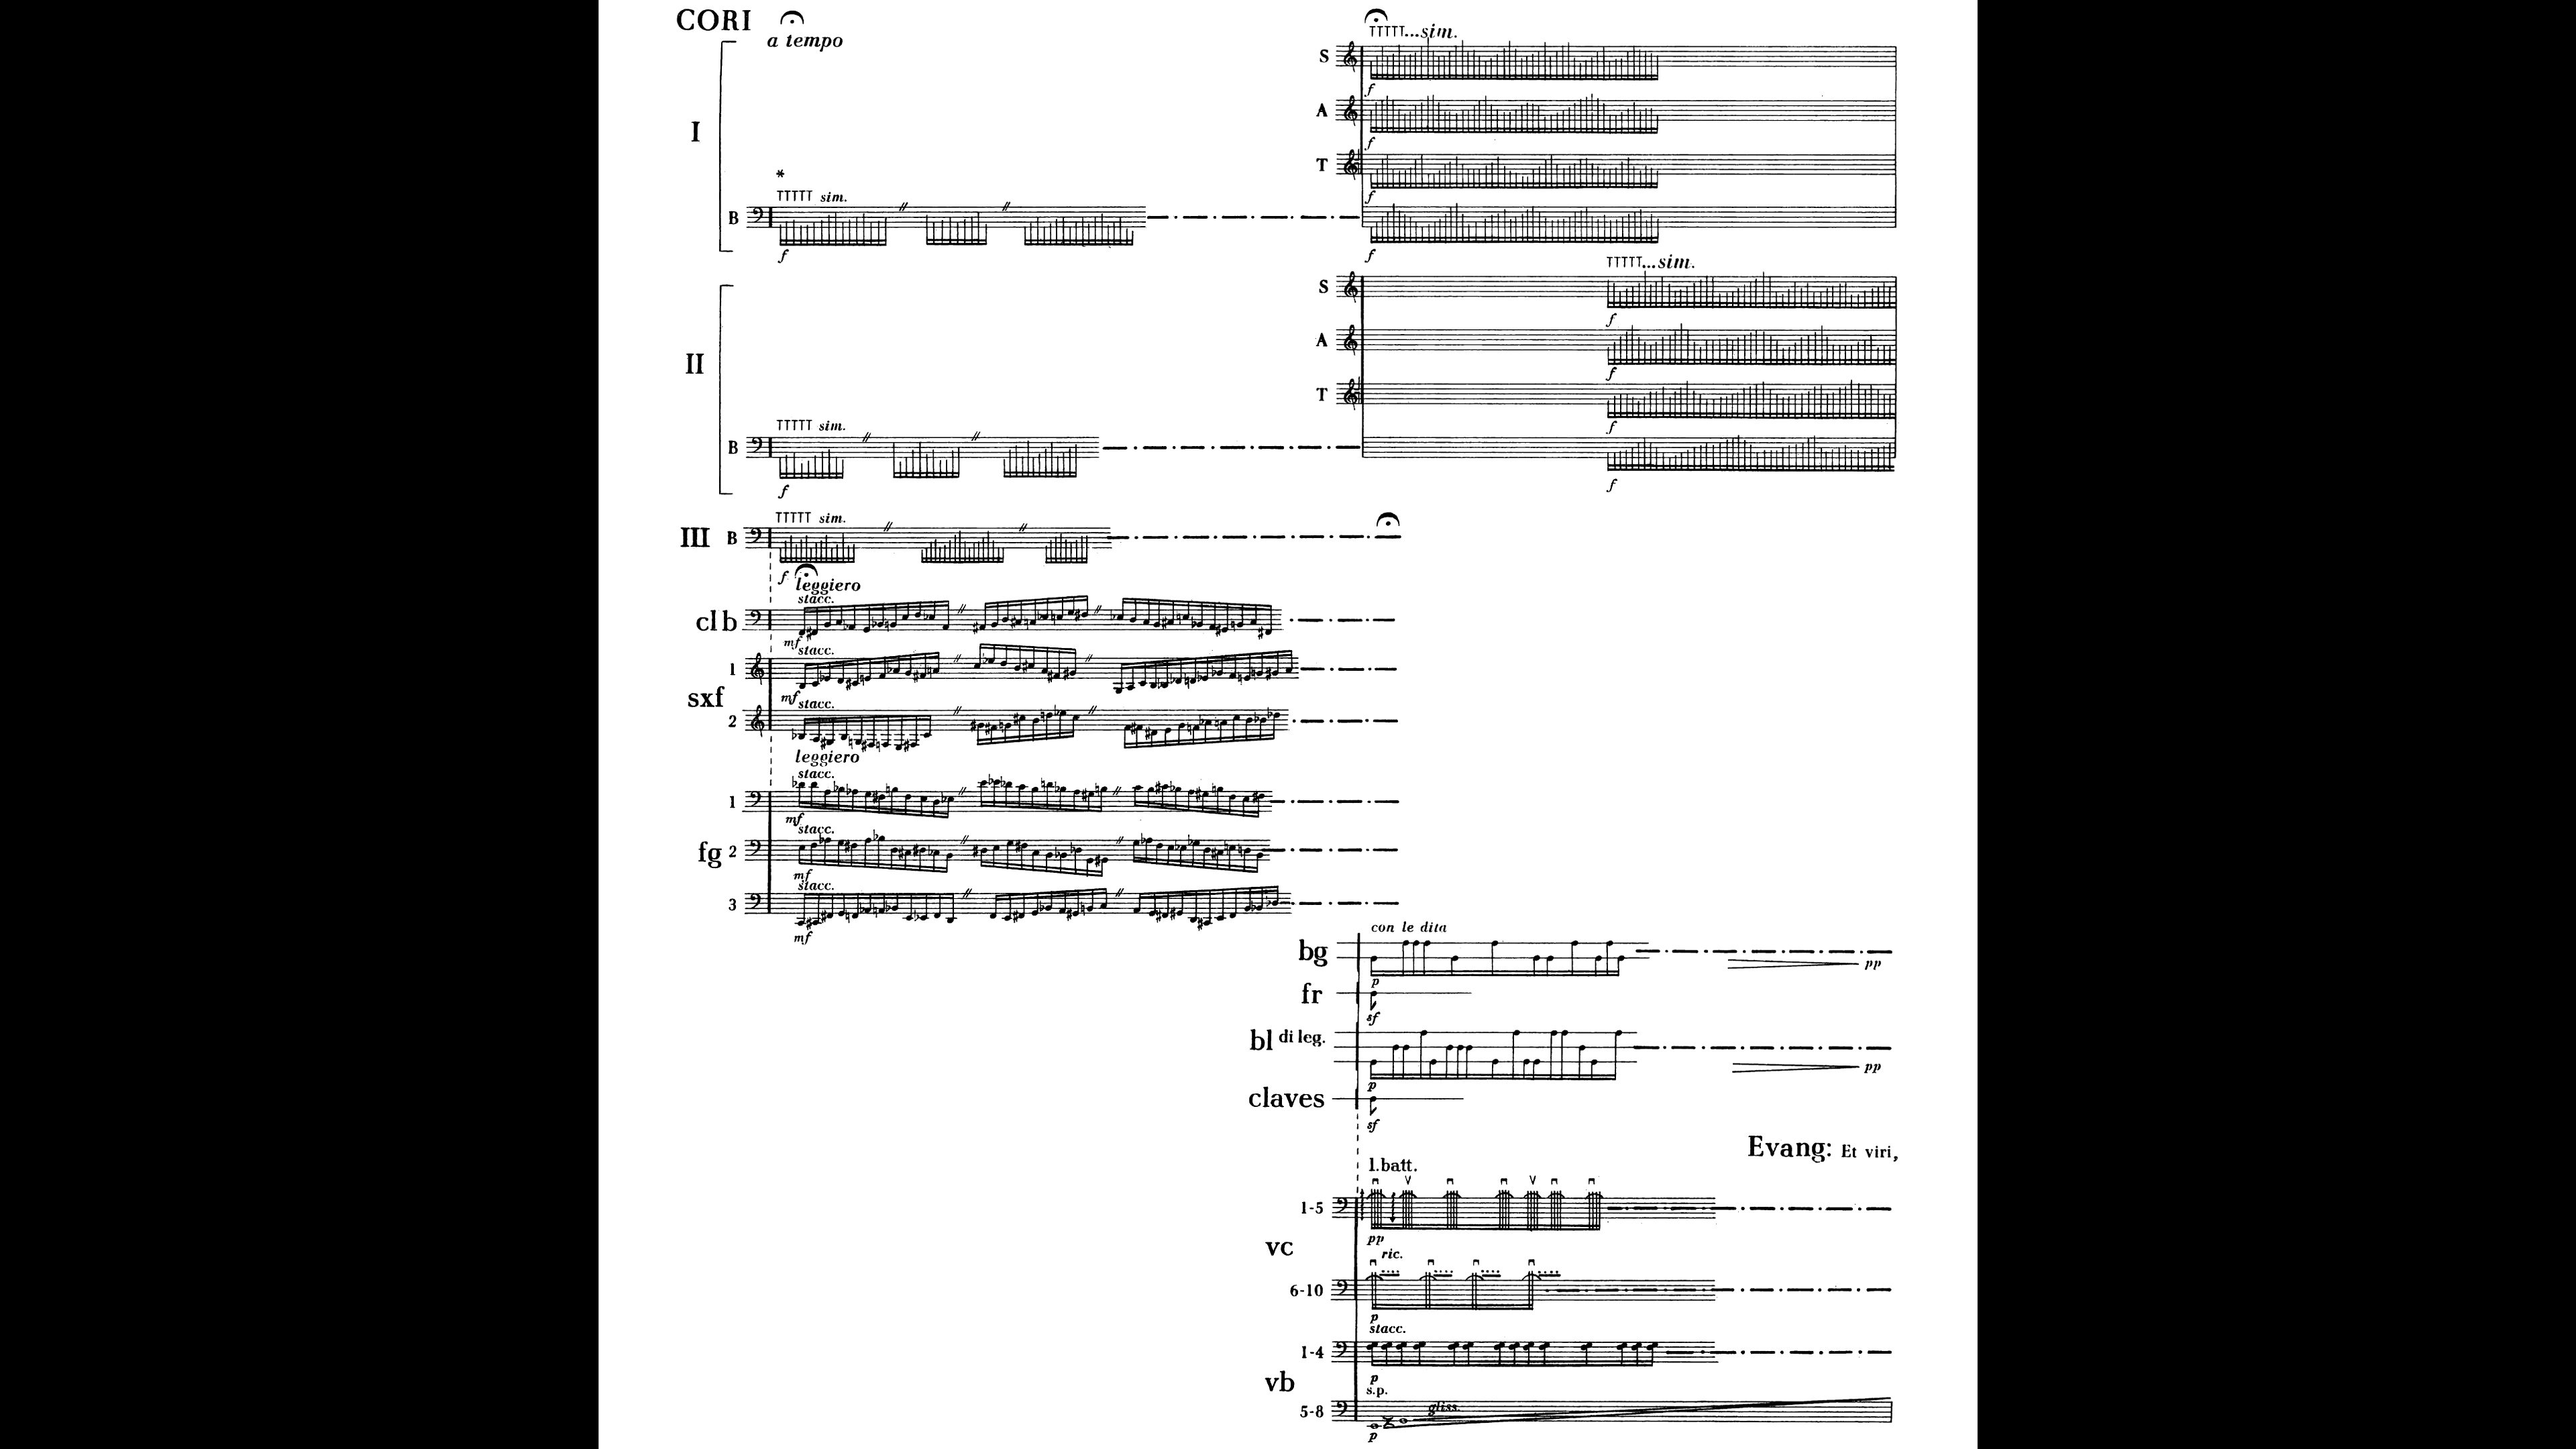 CORI
a tempo
TTTTT...sim.
S
f
A
I
f
T
*
f
TTTTT sim.
B
f
f
TTTTT...sim.
S
f
A
II
f
T
TTTTT sim.
f
B
f
f
TTTTT sim.
III B
f
leggiero
stacc.
cl b
mf
stacc.
1
sxf
mf
stacc.
2
leggiero
stacc.
1
mf
stacc.
fg 2
mf
stacc.
3
mf
con le dita
bg
pp
p
fr
sf
bl di leg.
pp
p
claves
sf
Evang: Et viri,
l.batt.
1-5
pp
vc
ric.
6-10
p
stacc.
1-4
p
vb
s.p.
gliss.
5-8
p